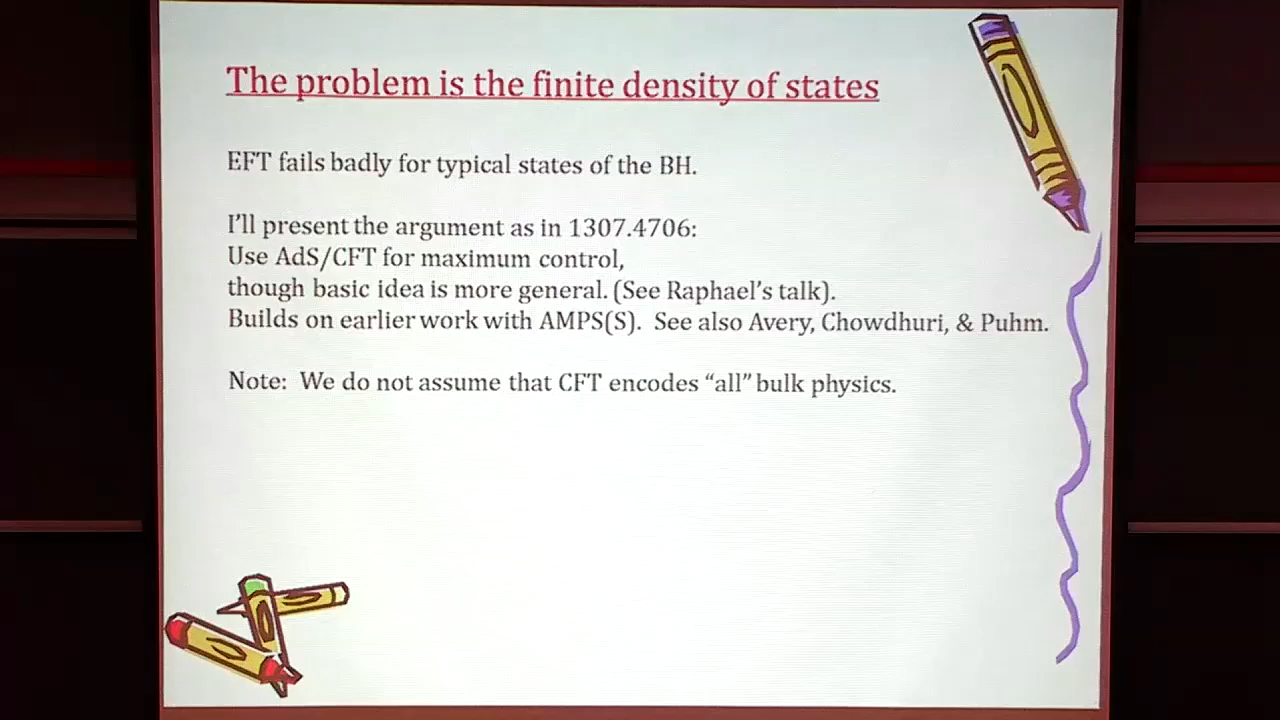 The problem is the finite density of states
EFT fails badly for typical states of the BH.
I'll present the argument as in 1307.4706:
Use AdS/CFT for maximum control,
though basic idea is more general. (See Raphael's talk).
Builds on earlier work with AMPS(S). See also Avery, Chowdhuri, & Puhm.
Note: We do not assume that CFT encodes “all” bulk physics.